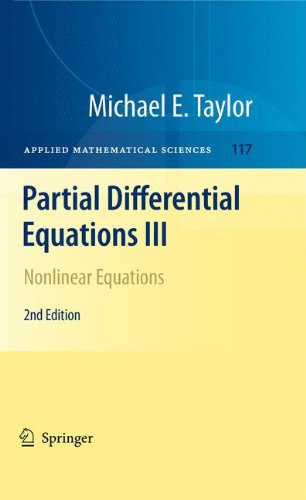 Michael E. Taylor
APPLIED MATHEMATICAL SCIENCES 117
Partial Differential
Equations III
Nonlinear Equations
2nd Edition
Springer